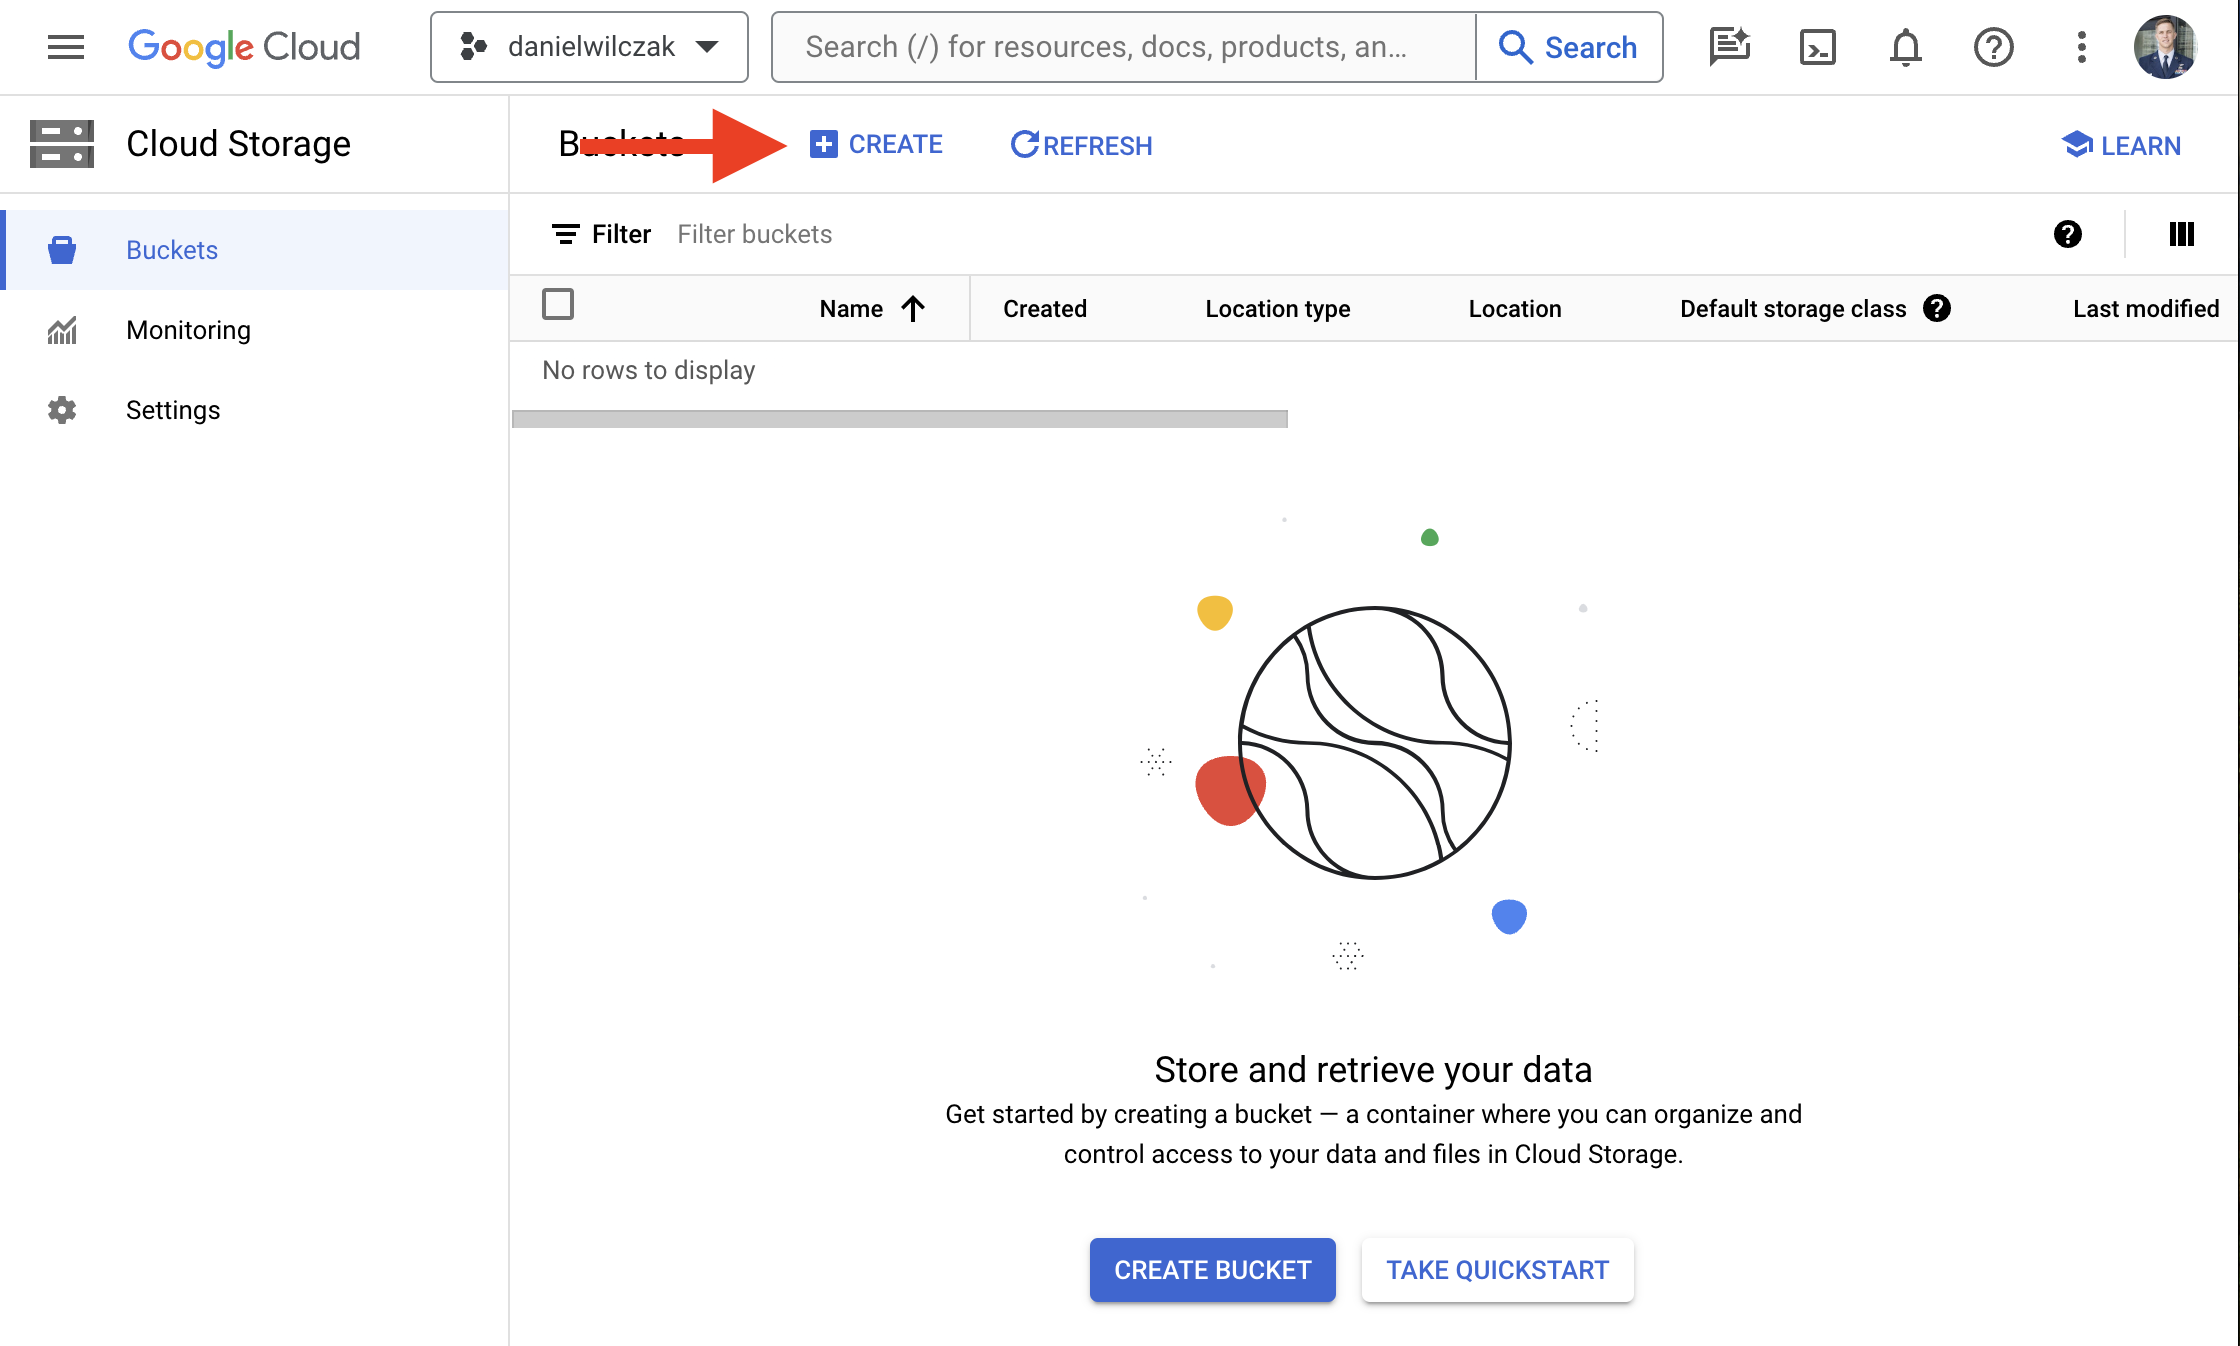 Google Cloud
danielwilczak
Search (/) for resources, docs, products, an...
Search
Cloud Storage
Buckets
CREATE
REFRESH
LEARN
Buckets
Monitoring
Settings
Filter Filter buckets
Name Created Location type Location Default storage class Last modified
No rows to display
Store and retrieve your data
Get started by creating a bucket — a container where you can organize and
control access to your data and files in Cloud Storage.
CREATE BUCKET
TAKE QUICKSTART